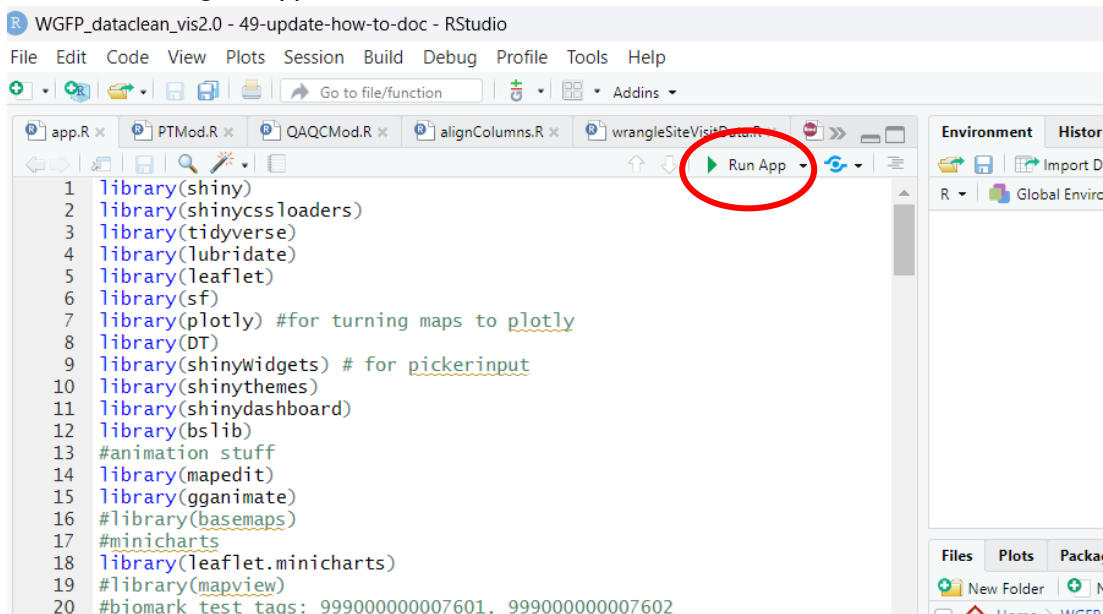 WGFP_dataclean_vis2.0 - 49-update-how-to-doc - RStudio
File Edit Code View Plots Session Build Debug Profile Tools Help
Go to file/function Addins
app.R PTMod.R QAQCMod.R alignColumns.R
Run App
1 library(shiny)
2 library(shinycssloaders)
3 library(tidyverse)
4 library(lubridate)
5 library(leaflet)
6 library(sf)
7 library(plotly) #for turning maps to plotly
8 library(DT)
9 library(shinyWidgets) # for pickerinput
10 library(shinythemes)
11 library(shinydashboard)
12 library(bslib)
13 #animation stuff
14 library(mapedit)
15 library(gganimate)
16 #library(basemaps)
17 #minicharts
18 library(leaflet.minicharts)
19 #library(mapview)
20 #biomark test tags: 999000000007601, 999000000007602
Environment Histor
Import D
R Global Enviro
Files Plots Packa
New Folder N